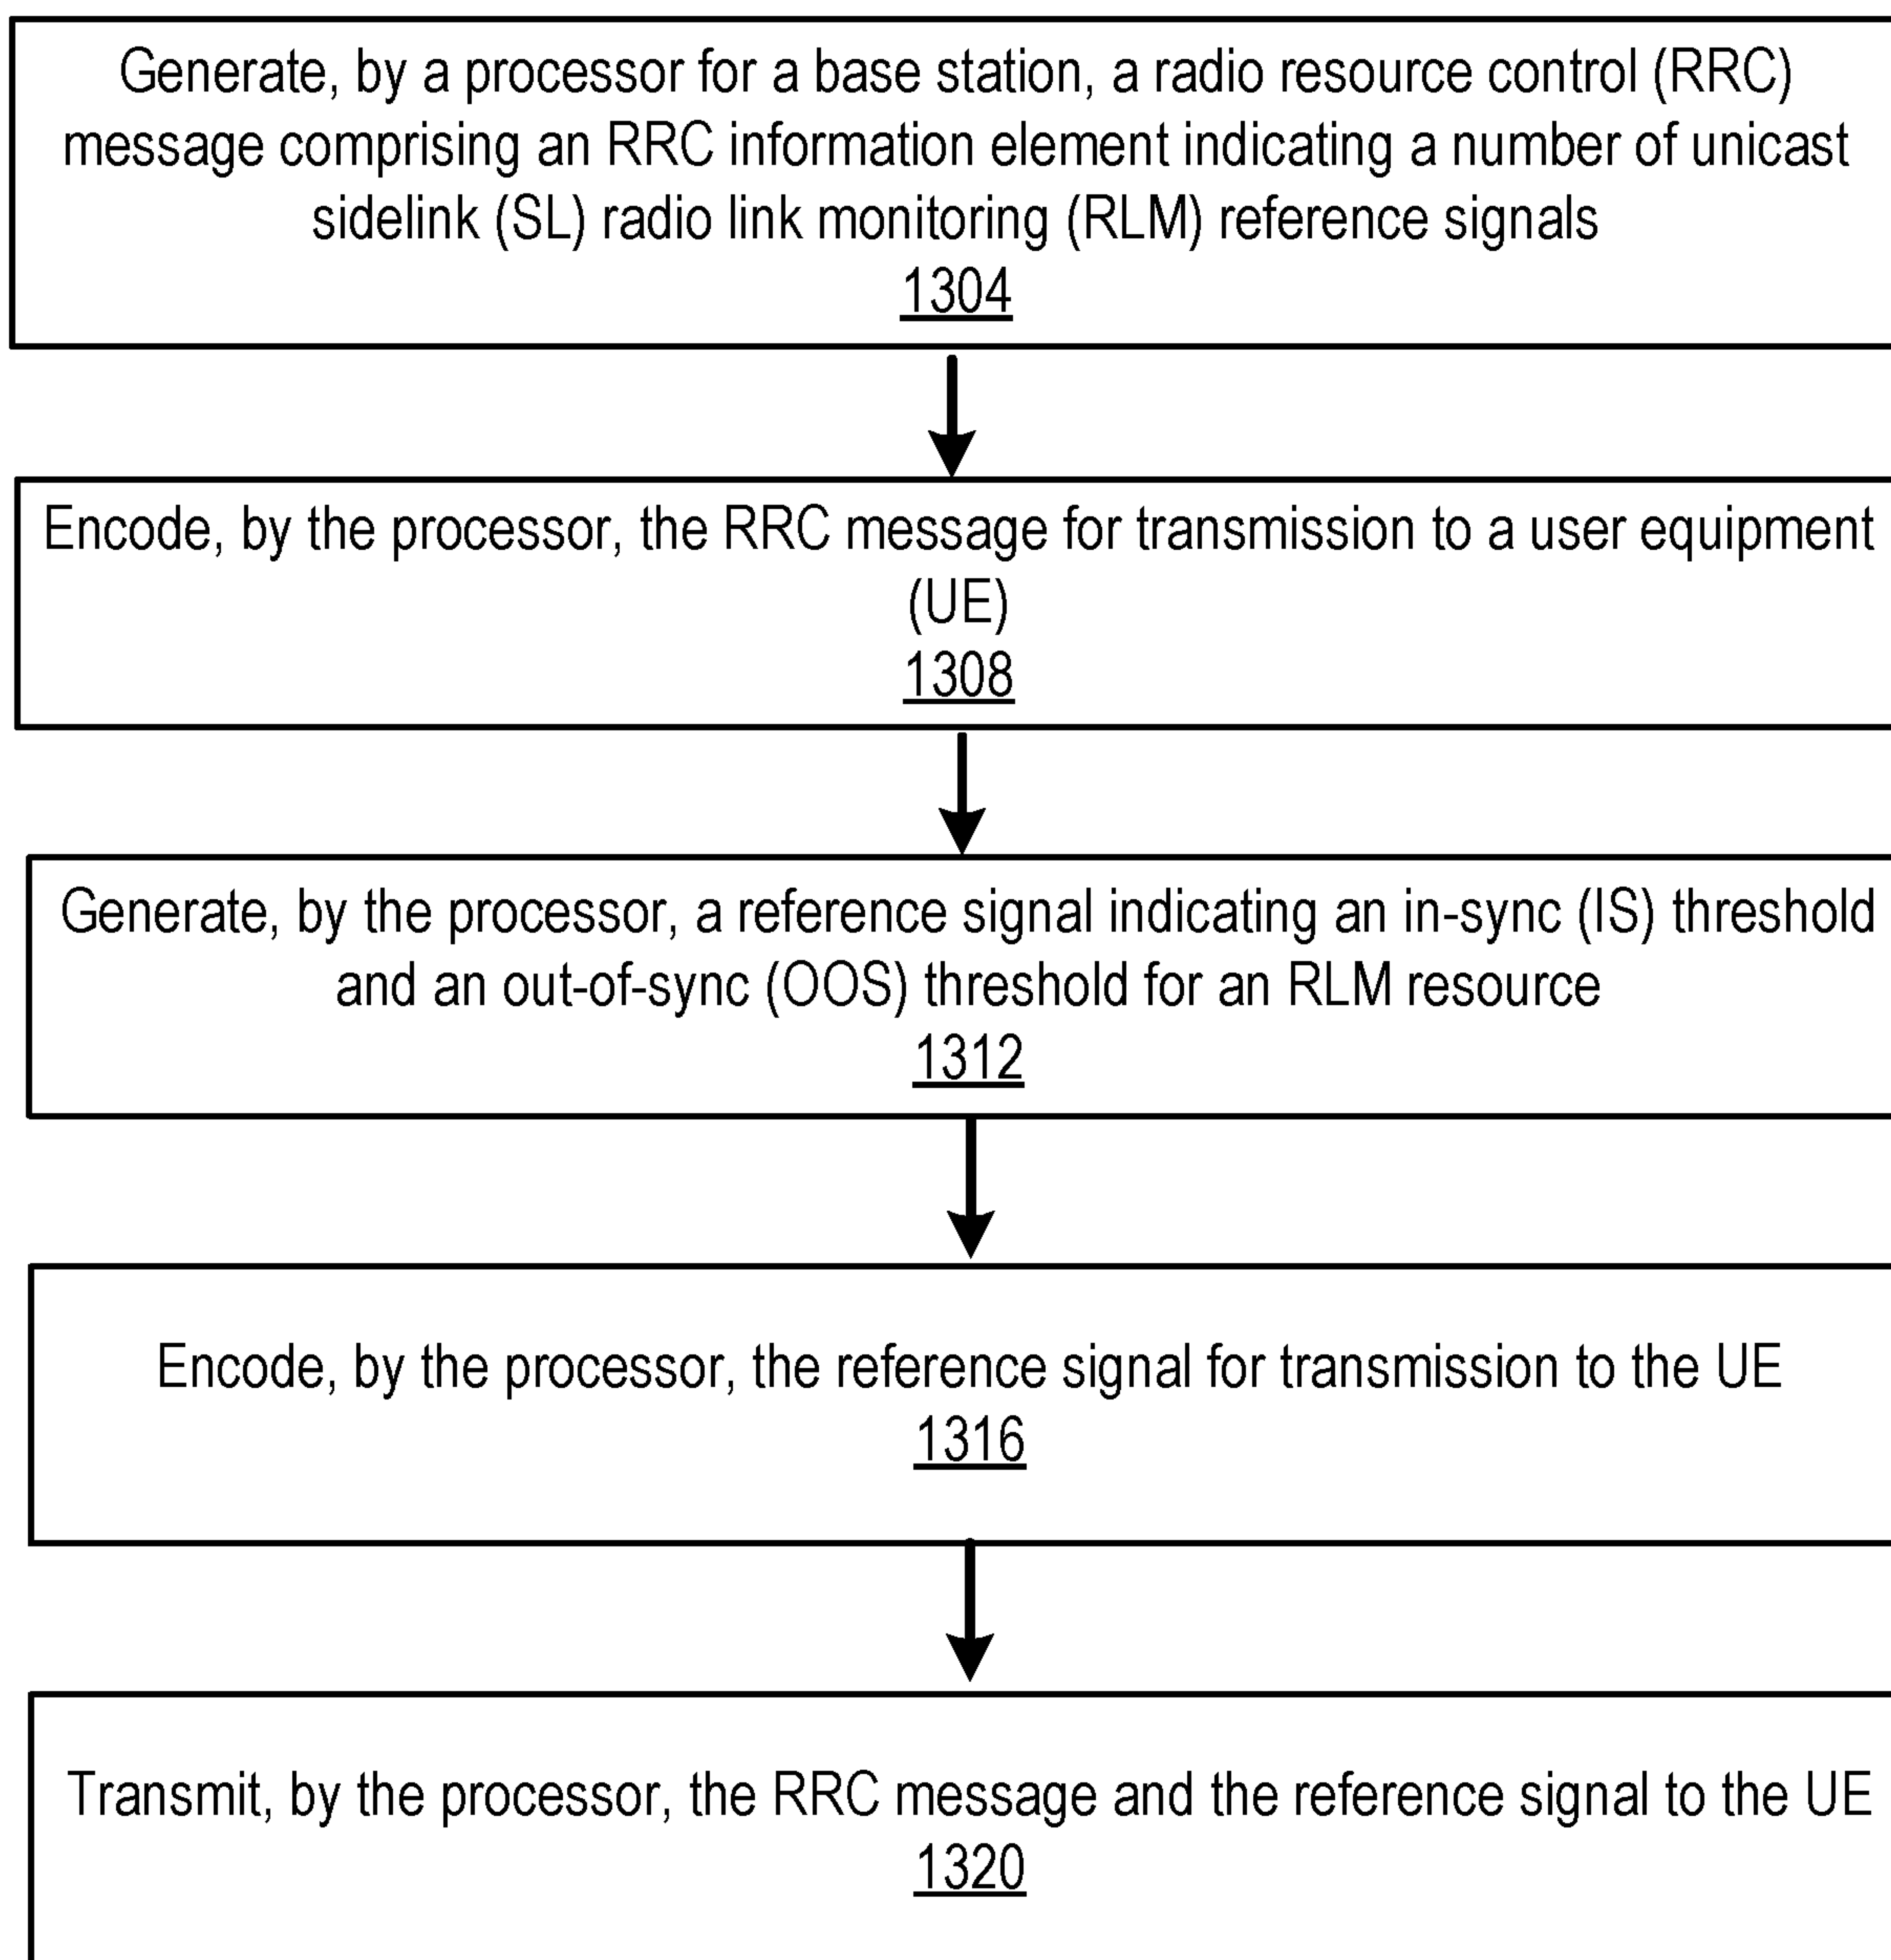 Generate, by a processor for a base station, a radio resource control (RRC)
message comprising an RRC information element indicating a number of unicast
sidelink (SL) radio link monitoring (RLM) reference signals
1304
Encode, by the processor, the RRC message for transmission to a user equipment
(UE)
1308
Generate, by the processor, a reference signal indicating an in-sync (IS) threshold
and an out-of-sync (OOS) threshold for an RLM resource
1312
Encode, by the processor, the reference signal for transmission to the UE
1316
Transmit, by the processor, the RRC message and the reference signal to the UE
1320